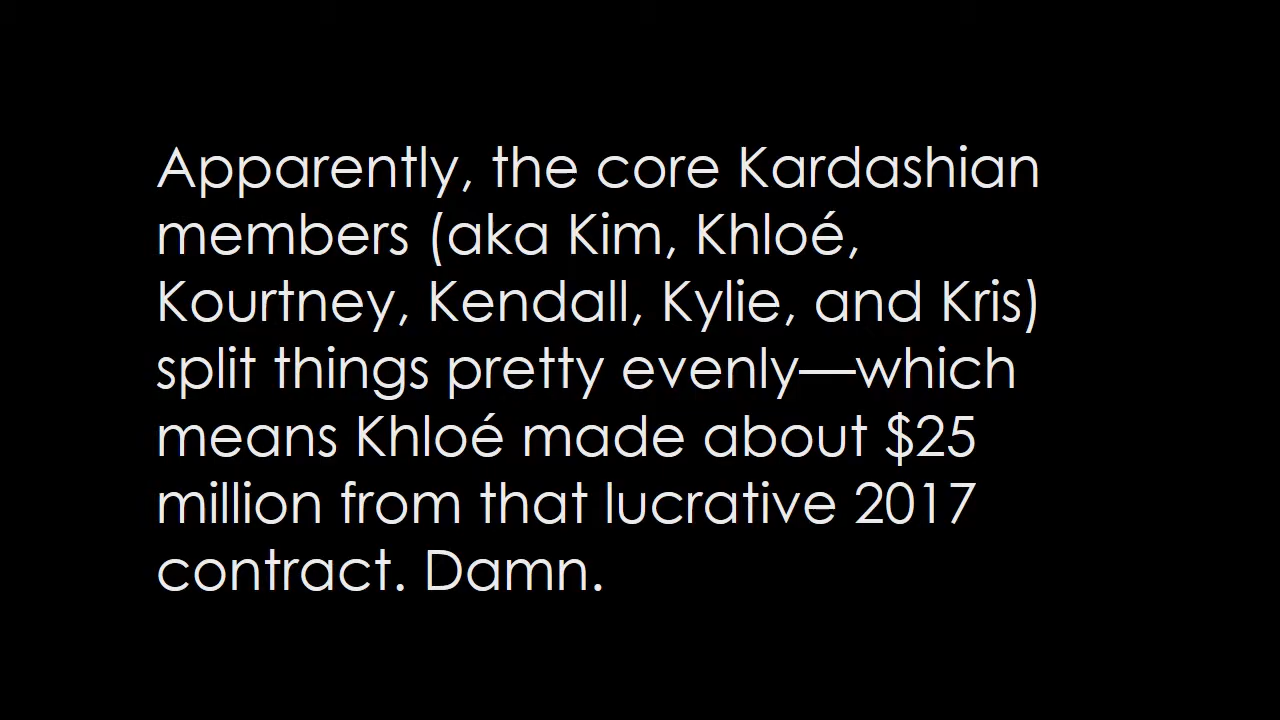 Apparently, the core Kardashian
members (aka Kim, Khloé,
Kourtney, Kendall, Kylie, and Kris)
split things pretty evenly—which
means Khloé made about $25
million from that lucrative 2017
contract. Damn.